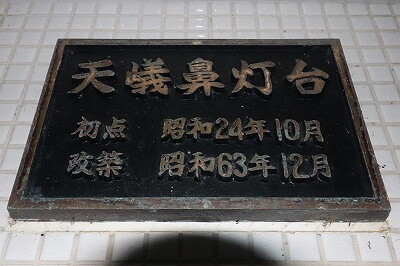 天嶬鼻灯台
初点 昭和24年10月
改築 昭和63年12月